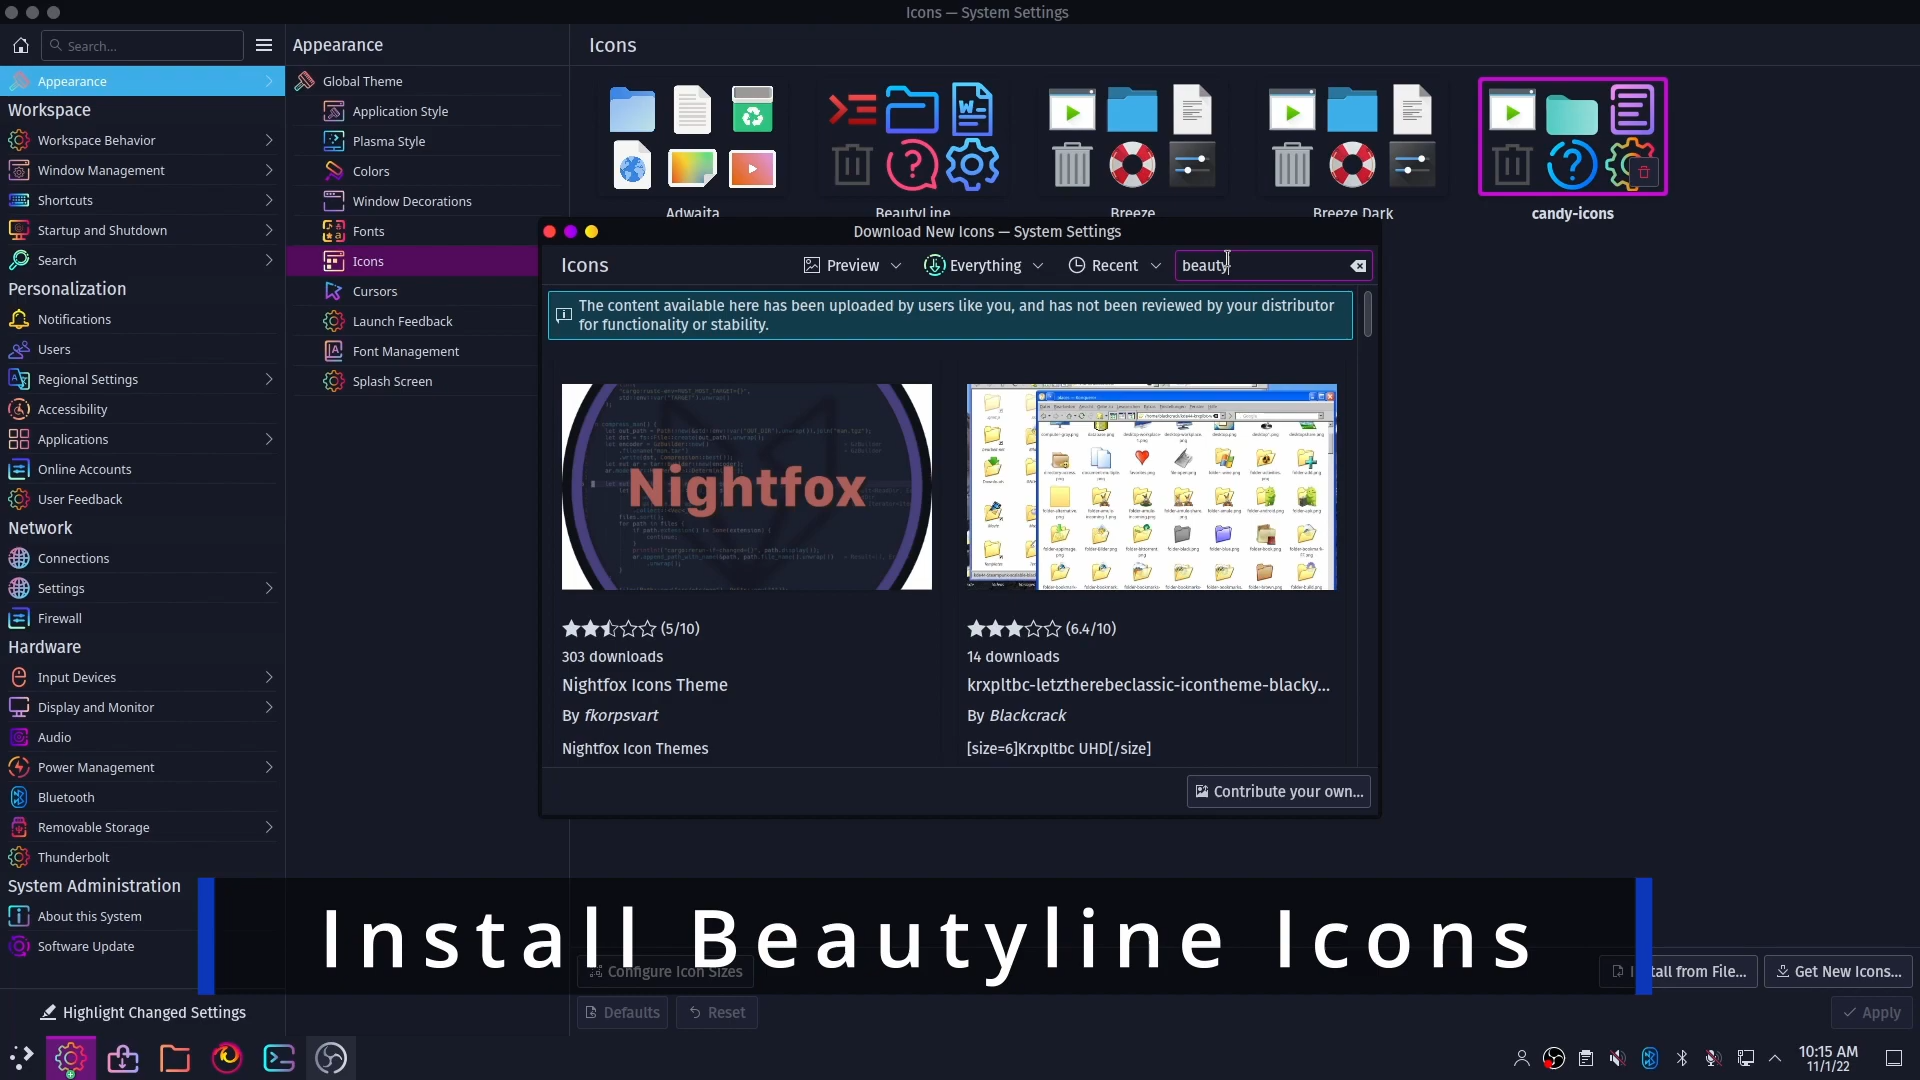 Icons — System Settings
Search...
Appearance
Icons
Appearance
Workspace
Workspace Behavior
Window Management
Shortcuts
Startup and Shutdown
Search
Personalization
Notifications
Users
Regional Settings
Accessibility
Applications
Online Accounts
User Feedback
Network
Connections
Settings
Firewall
Hardware
Input Devices
Display and Monitor
Audio
Power Management
Bluetooth
Removable Storage
Thunderbolt
System Administration
About this System
Software Update
Highlight Changed Settings
Global Theme
Application Style
Plasma Style
Colors
Window Decorations
Fonts
Icons
Cursors
Launch Feedback
Font Management
Splash Screen
Adwaita
BeautyLine
Breeze
Breeze Dark
candy-icons
Download New Icons — System Settings
Icons
Preview
Everything
Recent
beauty
The content available here has been uploaded by users like you, and has not been reviewed by your distributor
for functionality or stability.
Nightfox
(5/10)
303 downloads
Nightfox Icons Theme
By fkorpsvart
Nightfox Icon Themes
(6.4/10)
14 downloads
krxpltbc-letztherebeclassic-icontheme-blacky...
By Blackcrack
[size=6]Krxpltbc UHD[/size]
Contribute your own...
Install Beautyline Icons
Configure Icon Sizes
tall from File...
Get New Icons...
Defaults
Reset
Apply
10:15 AM
11/1/22